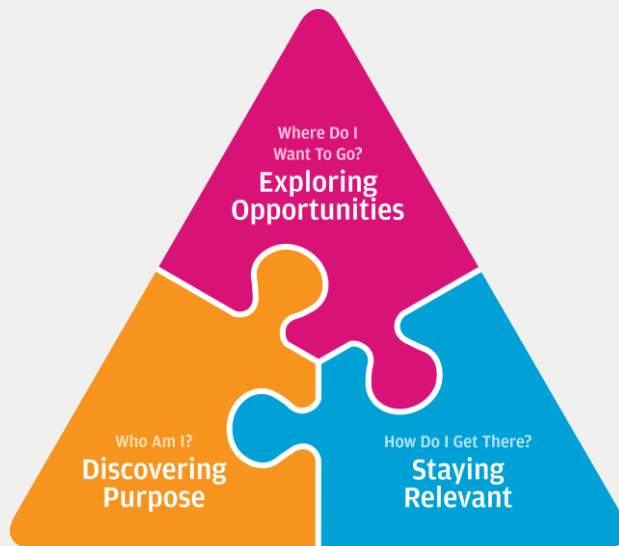 Where Do I
Want To Go?
Exploring
Opportunities
Who Am I?
Discovering
Purpose
How Do I Get There?
Staying
Relevant